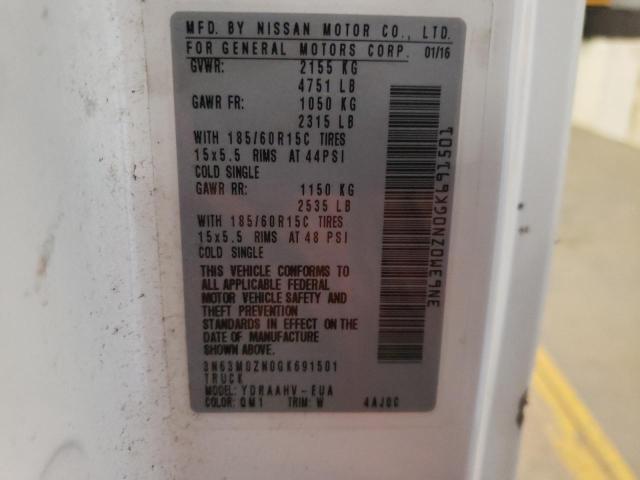 MFD. BY NISSAN MOTOR CO., LTD.
FOR GENERAL MOTORS CORP. 01/16
GVWR: 2155 KG
4751 LB
GAWR FR: 1050 KG
2315 LB
WITH 185/60R15C TIRES
15x5.5 RIMS AT 44PSI
COLD SINGLE
GAWR RR: 1150 KG
2535 LB
WITH 185/60R15C TIRES
15x5.5 RIMS AT 48 PSI
COLD SINGLE
THIS VEHICLE CONFORMS TO
ALL APPLICABLE FEDERAL
MOTOR VEHICLE SAFETY AND
THEFT PREVENTION
STANDARDS IN EFFECT ON THE
DATE OF MANUFACTURE
SHOWN ABOVE.
3N63M0ZN0GK691501
TRUCK
MODEL: YDRAAHV-EUA
COLOR: QM1 TRIM: W 4AJ0C
3N63M0ZN0GK691501